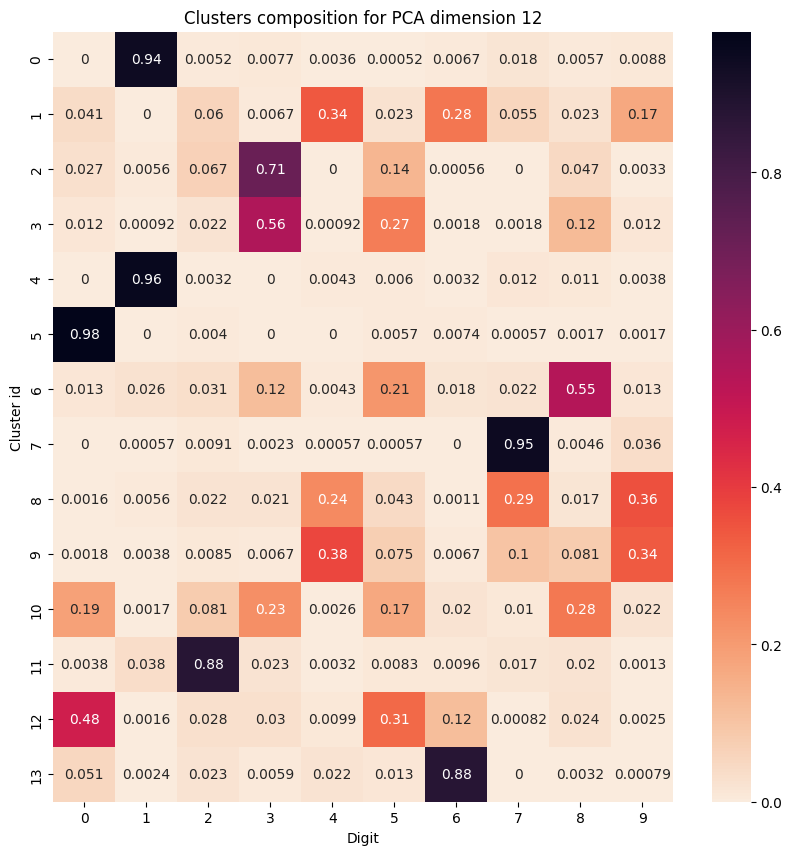 Clusters composition for PCA dimension 12
0 0 0.94 0.0052 0.0077 0.0036 0.00052 0.0067 0.018 0.0057 0.0088
1 0.041 0 0.06 0.0067 0.34 0.023 0.28 0.055 0.023 0.17
2 0.027 0.0056 0.067 0.71 0 0.14 0.00056 0 0.047 0.0033
3 0.012 0.00092 0.022 0.56 0.00092 0.27 0.0018 0.0018 0.12 0.012
4 0 0.96 0.0032 0 0.0043 0.006 0.0032 0.012 0.011 0.0038
5 0.98 0 0.004 0 0 0.0057 0.0074 0.00057 0.0017 0.0017
6 0.013 0.026 0.031 0.12 0.0043 0.21 0.018 0.022 0.55 0.013
7 0 0.00057 0.0091 0.0023 0.00057 0.00057 0 0.95 0.0046 0.036
8 0.0016 0.0056 0.022 0.021 0.24 0.043 0.0011 0.29 0.017 0.36
9 0.0018 0.0038 0.0085 0.0067 0.38 0.075 0.0067 0.1 0.081 0.34
10 0.19 0.0017 0.081 0.23 0.0026 0.17 0.02 0.01 0.28 0.022
11 0.0038 0.038 0.88 0.023 0.0032 0.0083 0.0096 0.017 0.02 0.0013
12 0.48 0.0016 0.028 0.03 0.0099 0.31 0.12 0.00082 0.024 0.0025
13 0.051 0.0024 0.023 0.0059 0.022 0.013 0.88 0 0.0032 0.00079
0 1 2 3 4 5 6 7 8 9
Digit
Cluster id
0.8
0.6
0.4
0.2
0.0